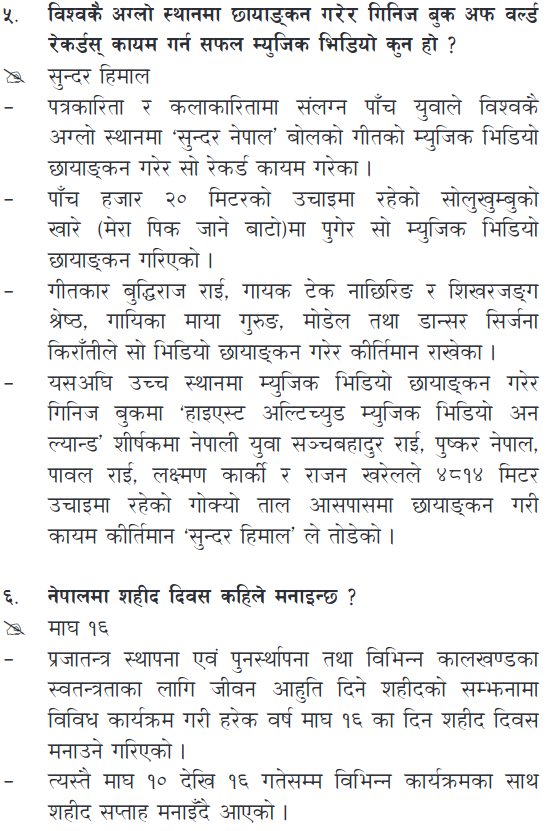 ५. विश्वकै अग्लो स्थानमा छायाङ्कन गरेर गिनिज बुक अफ वर्ल्ड
रेकर्डस् कायम गर्न सफल म्युजिक भिडियो कुन हो ?
सुन्दर हिमाल
– पत्रकारिता र कलाकारितामा संलग्न पाँच युवाले विश्वकै
अग्लो स्थानमा ‘सुन्दर नेपाल’ बोलको गीतको म्युजिक भिडियो
छायाङ्कन गरेर सो रेकर्ड कायम गरेका ।
– पाँच हजार २० मिटरको उचाइमा रहेको सोलुखुम्बुको
खारे (मेरा पिक जाने बाटो)मा पुगेर सो म्युजिक भिडियो
छायाङ्कन गरिएको ।
– गीतकार बुद्धिराज राई, गायक टेक नाछिरिङ र शिखरजङ्ग
श्रेष्ठ, गायिका माया गुरुङ, मोडेल तथा डान्सर सिर्जना
किराँतीले सो भिडियो छायाङ्कन गरेर कीर्तिमान राखेका ।
– यसअघि उच्च स्थानमा म्युजिक भिडियो छायाङ्कन गरेर
गिनिज बुकमा ‘हाइएस्ट अल्टिच्युड म्युजिक भिडियो अन
ल्यान्ड’ शीर्षकमा नेपाली युवा सञ्चबहादुर राई, पुष्कर नेपाल,
पावल राई, लक्ष्मण कार्की र राजन खरेलले ४८१४ मिटर
उचाइमा रहेको गोक्यो ताल आसपासमा छायाङ्कन गरी
कायम कीर्तिमान ‘सुन्दर हिमाल’ ले तोडेको ।
६. नेपालमा शहीद दिवस कहिले मनाइन्छ ?
माघ १६
– प्रजातन्त्र स्थापना एवं पुनर्स्थापना तथा विभिन्न कालखण्डका
स्वतन्त्रताका लागि जीवन आहुति दिने शहीदको सम्झनामा
विविध कार्यक्रम गरी हरेक वर्ष माघ १६ का दिन शहीद दिवस
मनाउने गरिएको ।
– त्यस्तै माघ १० देखि १६ गतेसम्म विभिन्न कार्यक्रमका साथ
शहीद सप्ताह मनाइँदै आएको ।